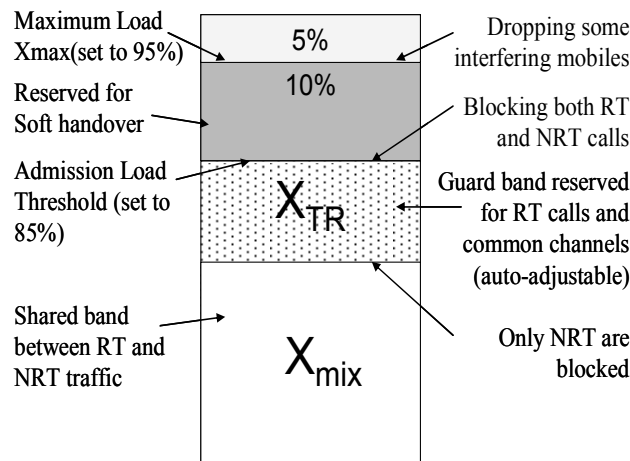 Maximum Load
Xmax(set to 95%)
Reserved for
Soft handover
Admission Load
Threshold (set to
85%)
Shared band
between RT and
NRT traffic
5%
10%
XTR
Xmix
Dropping some
interfering mobiles
Blocking both RT
and NRT calls
Guard band reserved
for RT calls and
common channels
(auto-adjustable)
Only NRT are
blocked